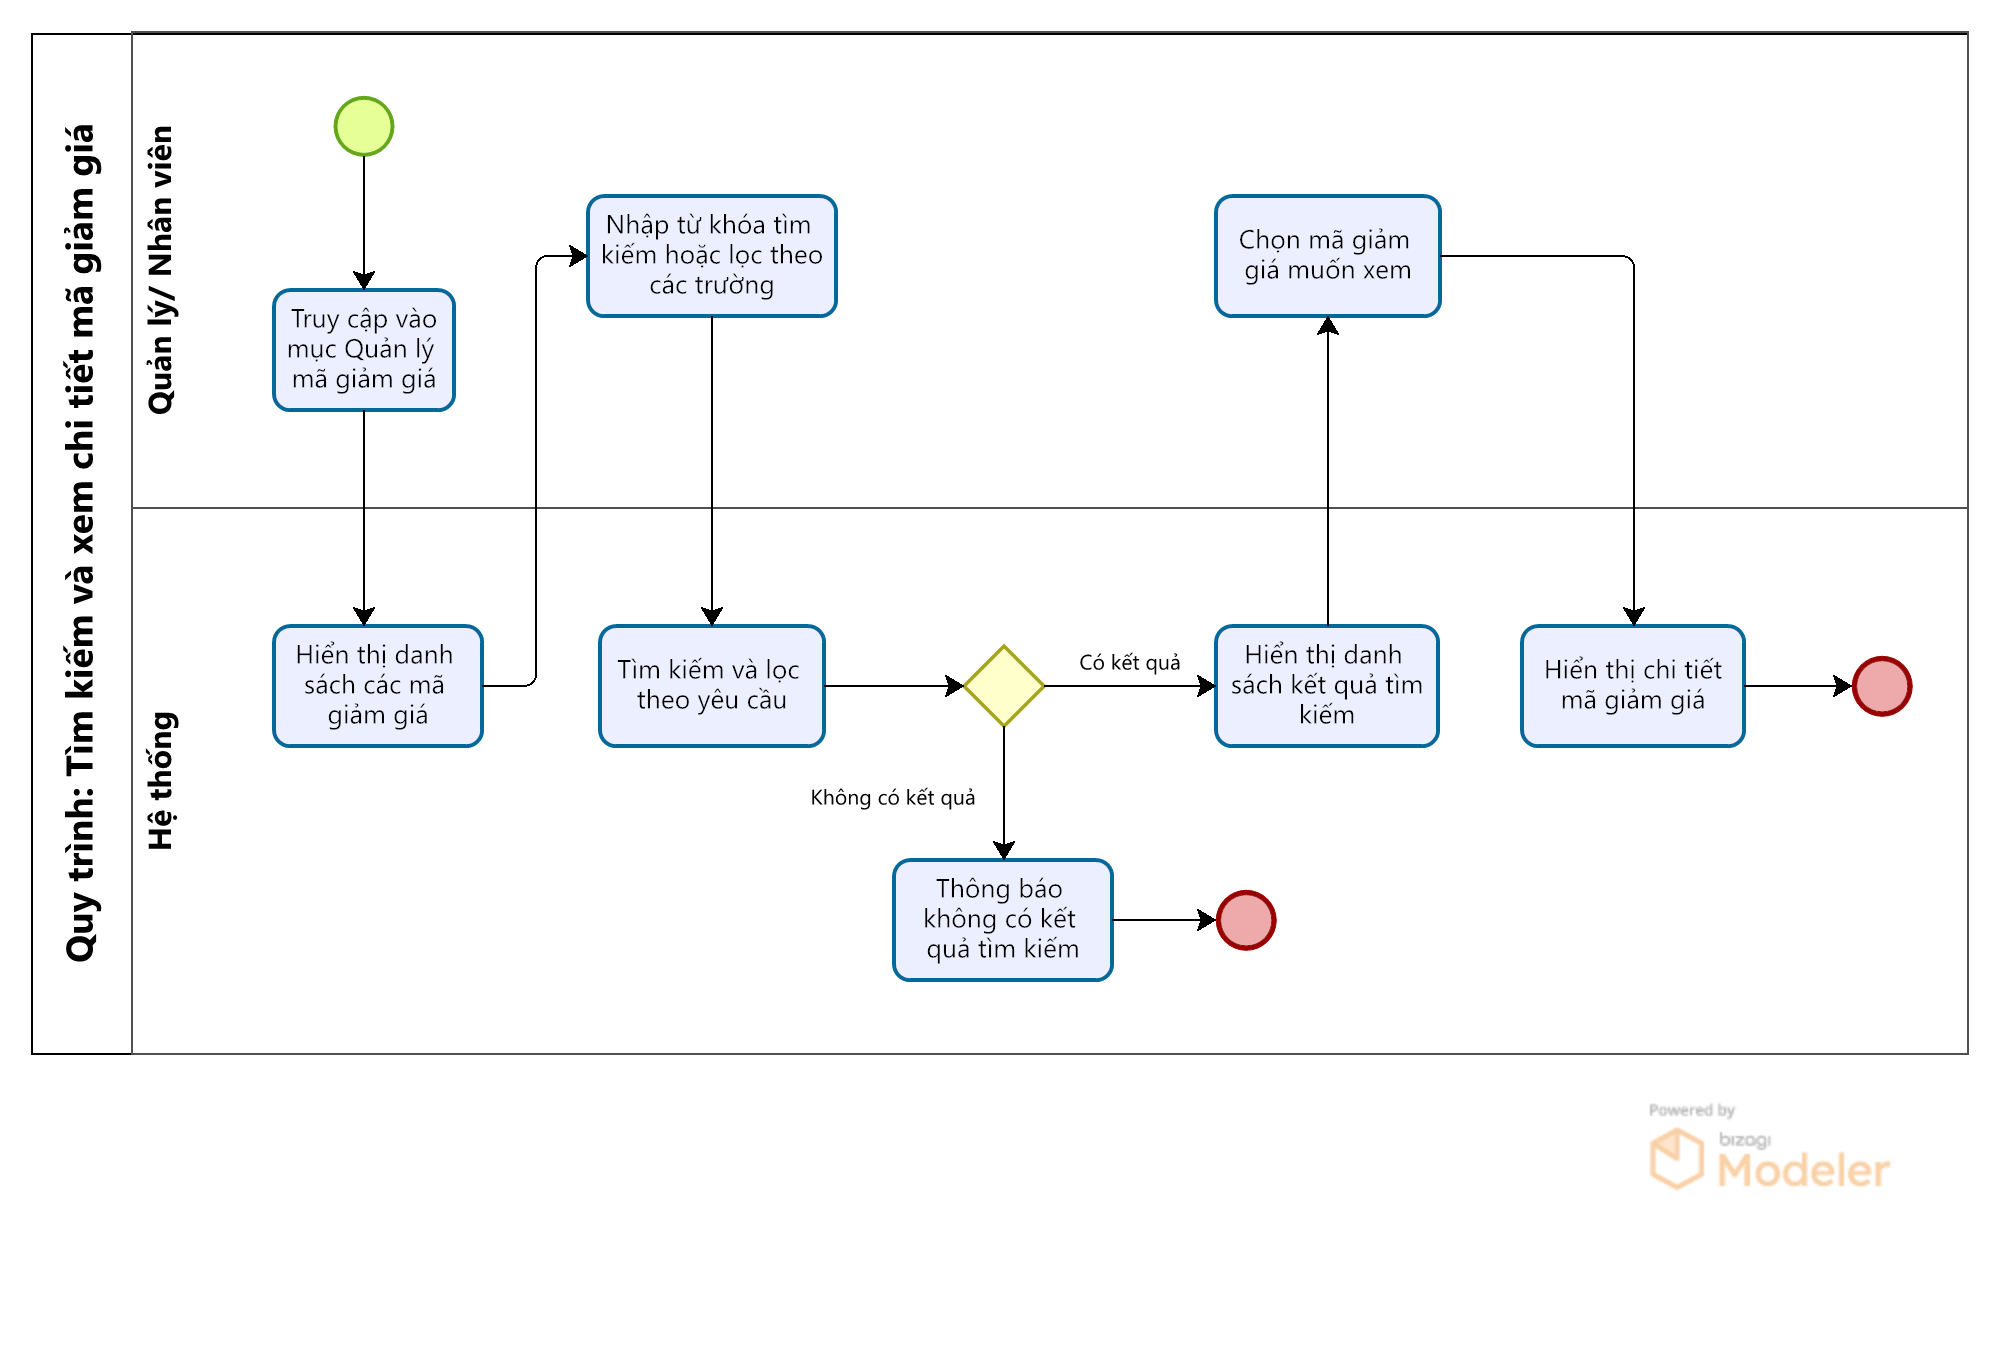 Quy trình: Tìm kiếm và xem chi tiết mã giảm giá
Quản lý/ Nhân viên
Truy cập vào
mục Quản lý
mã giảm giá
Nhập từ khóa tìm
kiếm hoặc lọc theo
các trường
Chọn mã giảm
giá muốn xem
Hệ thống
Hiển thị danh
sách các mã
giảm giá
Tìm kiếm và lọc
theo yêu cầu
Có kết quả
Không có kết quả
Hiển thị danh
sách kết quả tìm
kiếm
Hiển thị chi tiết
mã giảm giá
Thông báo
không có kết
quả tìm kiếm
Powered by
bizagi
Modeler